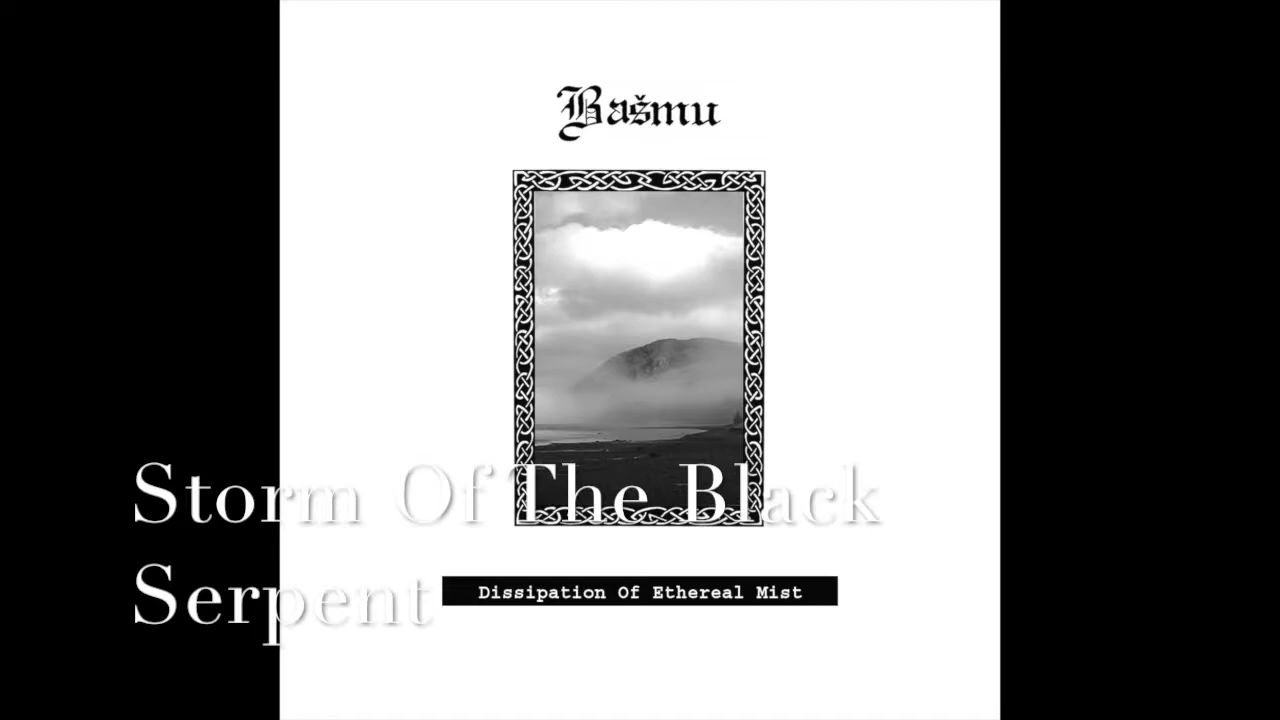 Bašmu
Storm Of The Black
Serpent
Dissipation Of Ethereal Mist